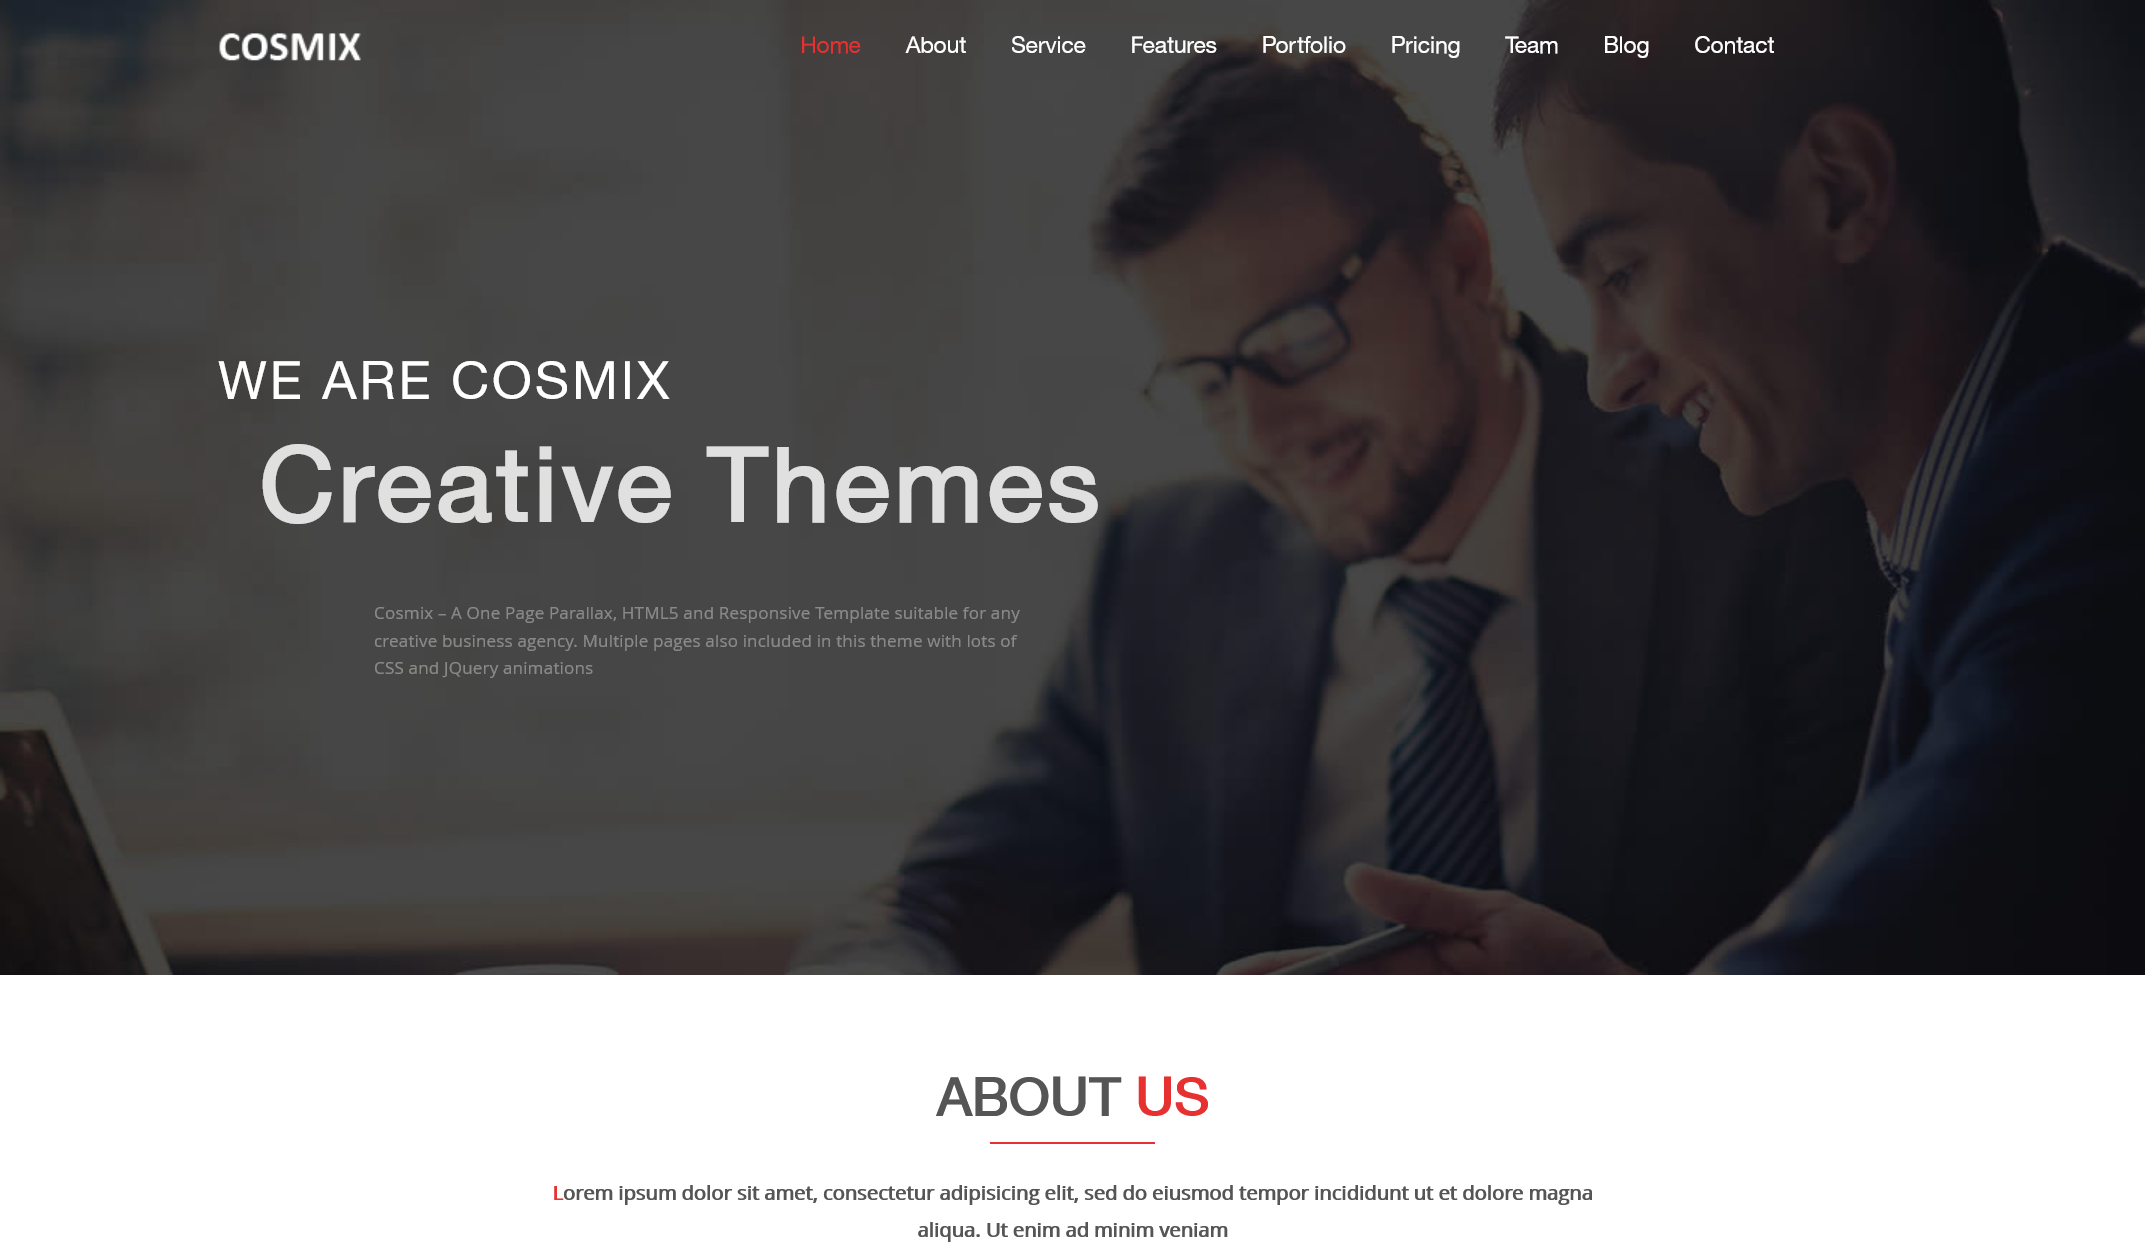 COSMIX
Home About Service Features Portfolio Pricing Team Blog Contact
WE ARE COSMIX
Creative Themes
Cosmix – A One Page Parallax, HTML5 and Responsive Template suitable for any
creative business agency. Multiple pages also included in this theme with lots of
CSS and JQuery animations
ABOUT US
Lorem ipsum dolor sit amet, consectetur adipisicing elit, sed do eiusmod tempor incididunt ut et dolore magna
aliqua. Ut enim ad minim veniam